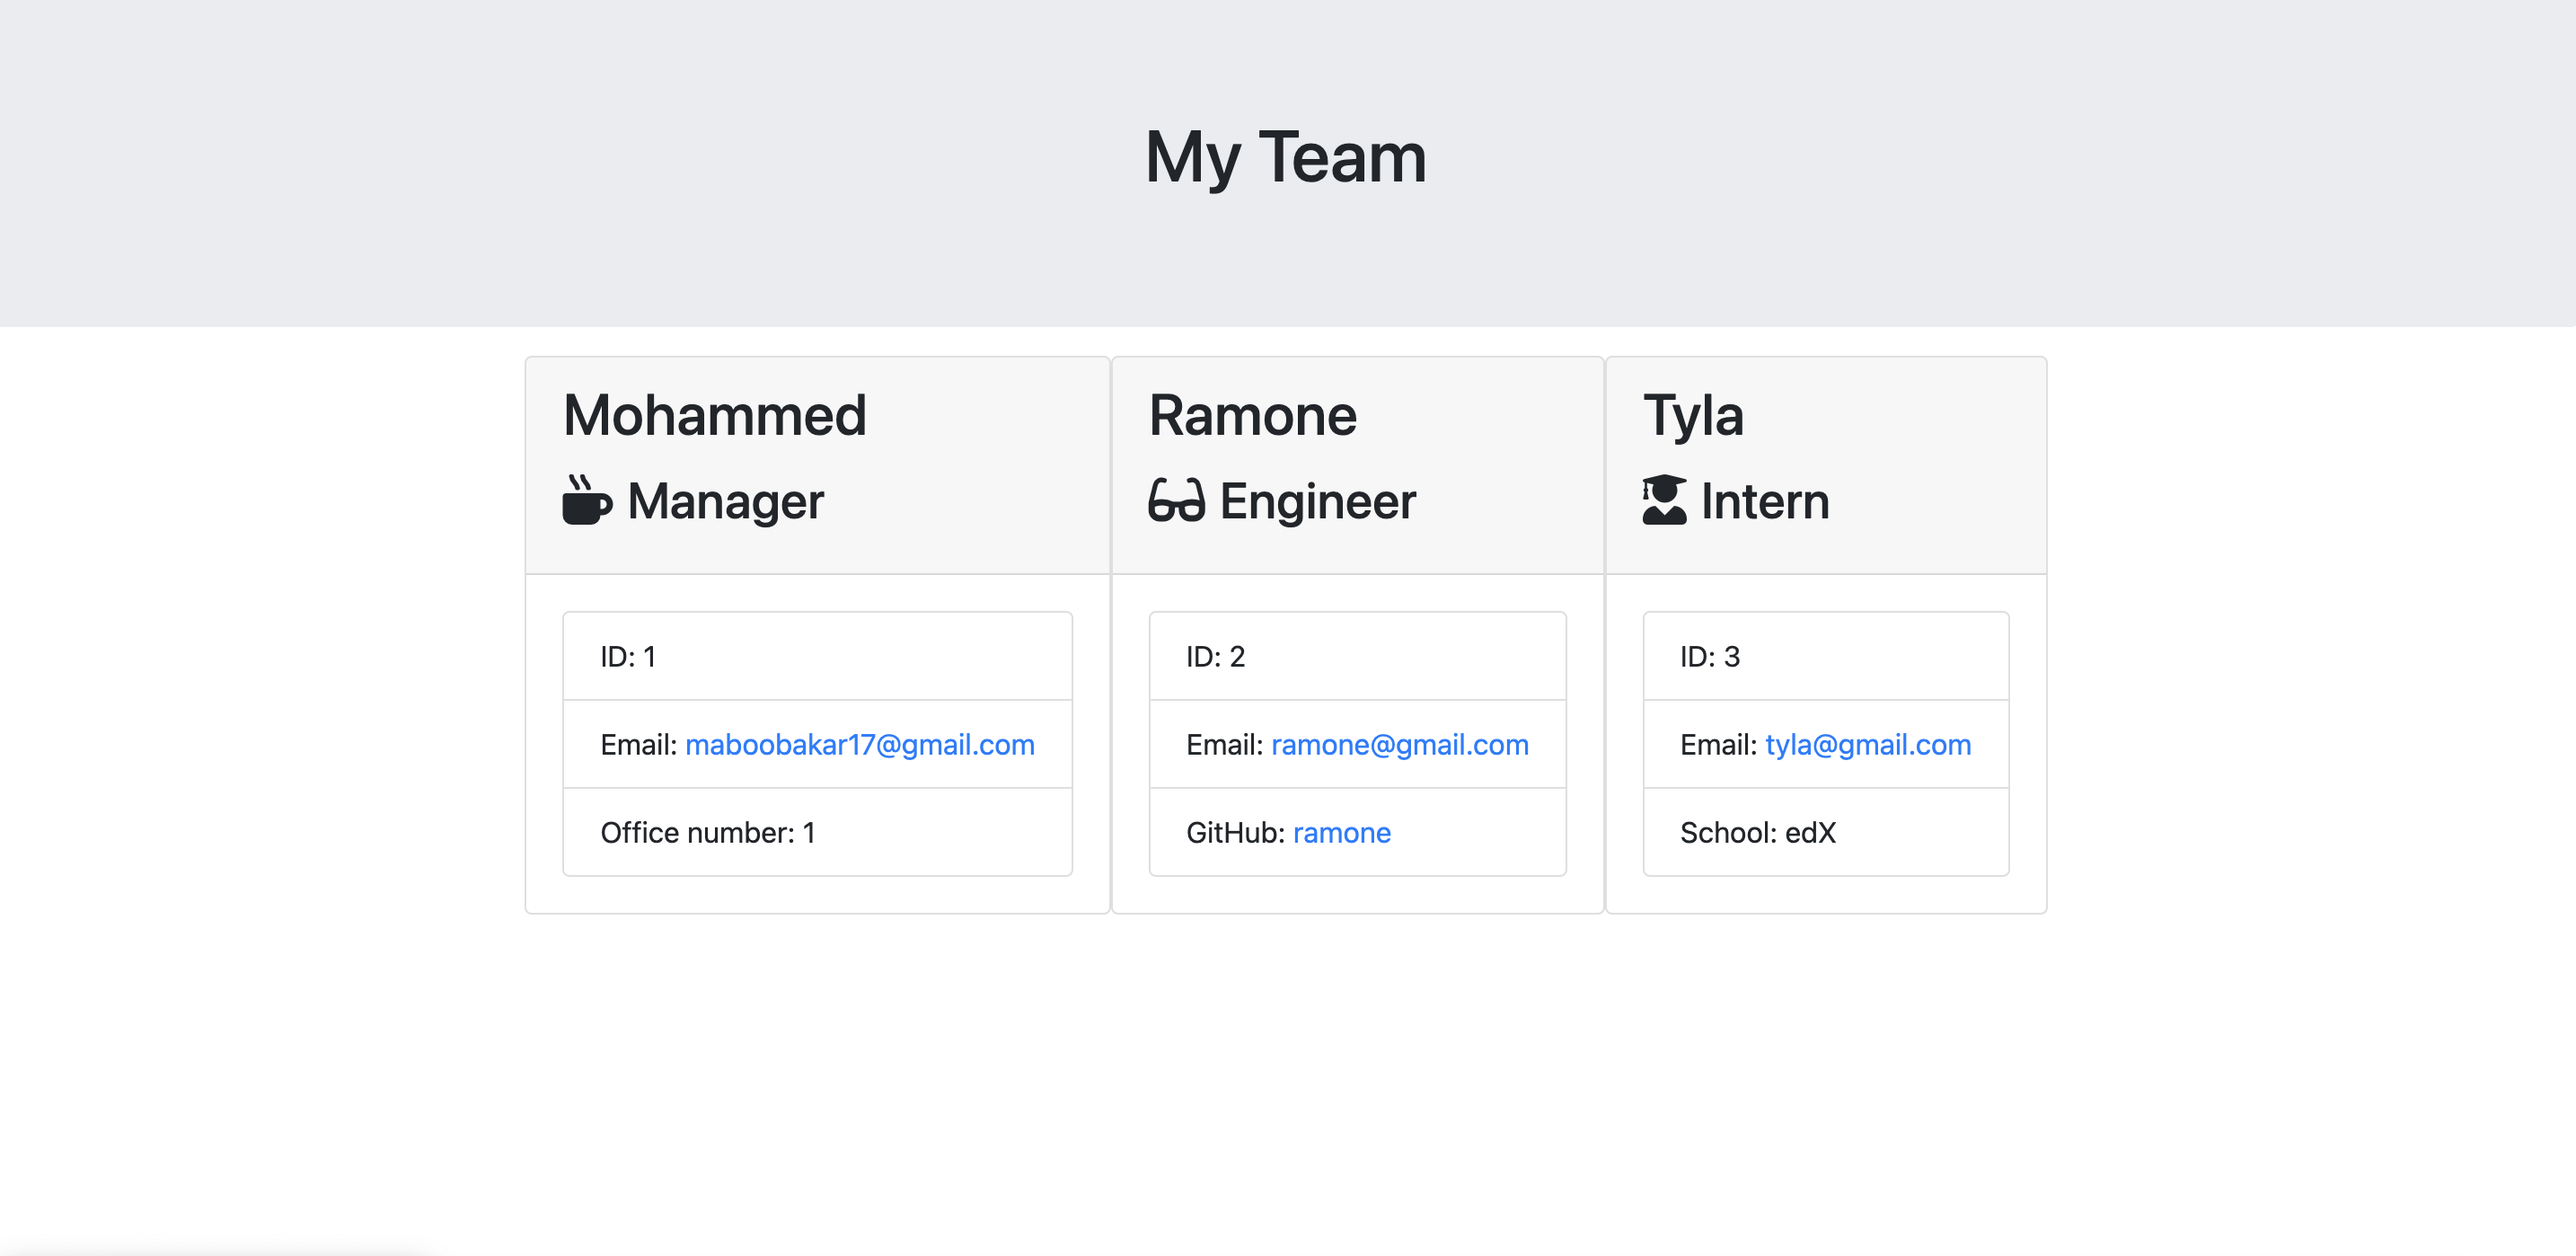 My Team
Mohammed
Manager
ID: 1
Email: maboobakar17@gmail.com
Office number: 1
Ramone
Engineer
ID: 2
Email: ramone@gmail.com
GitHub: ramone
Tyla
Intern
ID: 3
Email: tyla@gmail.com
School: edX